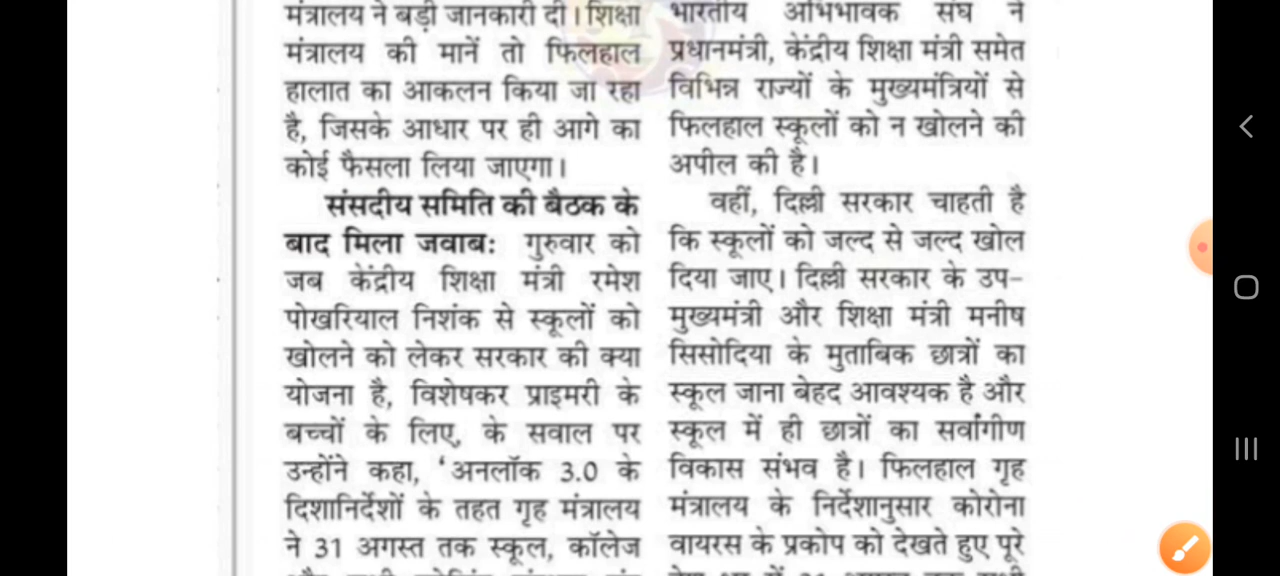 मंत्रालय ने बड़ी जानकारी दी। शिक्षा
मंत्रालय की मानें तो फिलहाल
हालात का आकलन किया जा रहा
है, जिसके आधार पर ही आगे का
कोई फैसला लिया जाएगा।
संसदीय समिति की बैठक के
बाद मिला जवाबः गुरुवार को
जब केंद्रीय शिक्षा मंत्री रमेश
पोखरियाल निशंक से स्कूलों को
खोलने को लेकर सरकार की क्या
योजना है, विशेषकर प्राइमरी के
बच्चों के लिए, के सवाल पर
उन्होंने कहा, ‘अनलॉक 3.0 के
दिशानिर्देशों के तहत गृह मंत्रालय
ने 31 अगस्त तक स्कूल, कॉलेज
भारतीय अभिभावक संघ ने
प्रधानमंत्री, केंद्रीय शिक्षा मंत्री समेत
विभिन्न राज्यों के मुख्यमंत्रियों से
फिलहाल स्कूलों को न खोलने की
अपील की है।
वहीं, दिल्ली सरकार चाहती है
कि स्कूलों को जल्द से जल्द खोल
दिया जाए। दिल्ली सरकार के उप-
मुख्यमंत्री और शिक्षा मंत्री मनीष
सिसोदिया के मुताबिक छात्रों का
स्कूल जाना बेहद आवश्यक है और
स्कूल में ही छात्रों का सर्वांगीण
विकास संभव है। फिलहाल गृह
मंत्रालय के निर्देशानुसार कोरोना
वायरस के प्रकोप को देखते हुए पूरे